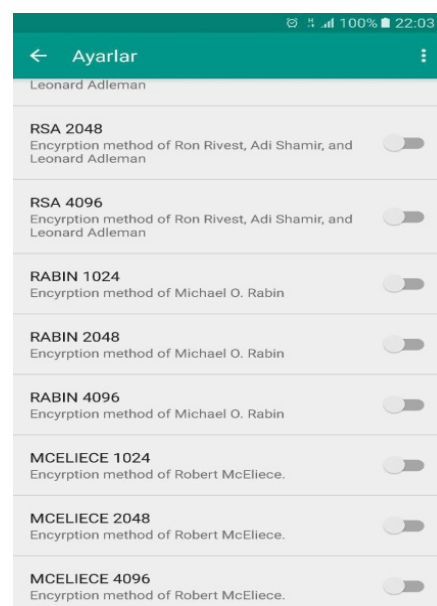 100% 22:03
Ayarlar
Leonard Adleman
RSA 2048
Encyrption method of Ron Rivest, Adi Shamir, and
Leonard Adleman
RSA 4096
Encyrption method of Ron Rivest, Adi Shamir, and
Leonard Adleman
RABIN 1024
Encyrption method of Michael O. Rabin
RABIN 2048
Encyrption method of Michael O. Rabin
RABIN 4096
Encyrption method of Michael O. Rabin
MCELIECE 1024
Encyrption method of Robert McEliece.
MCELIECE 2048
Encyrption method of Robert McEliece.
MCELIECE 4096
Encyrption method of Robert McEliece.